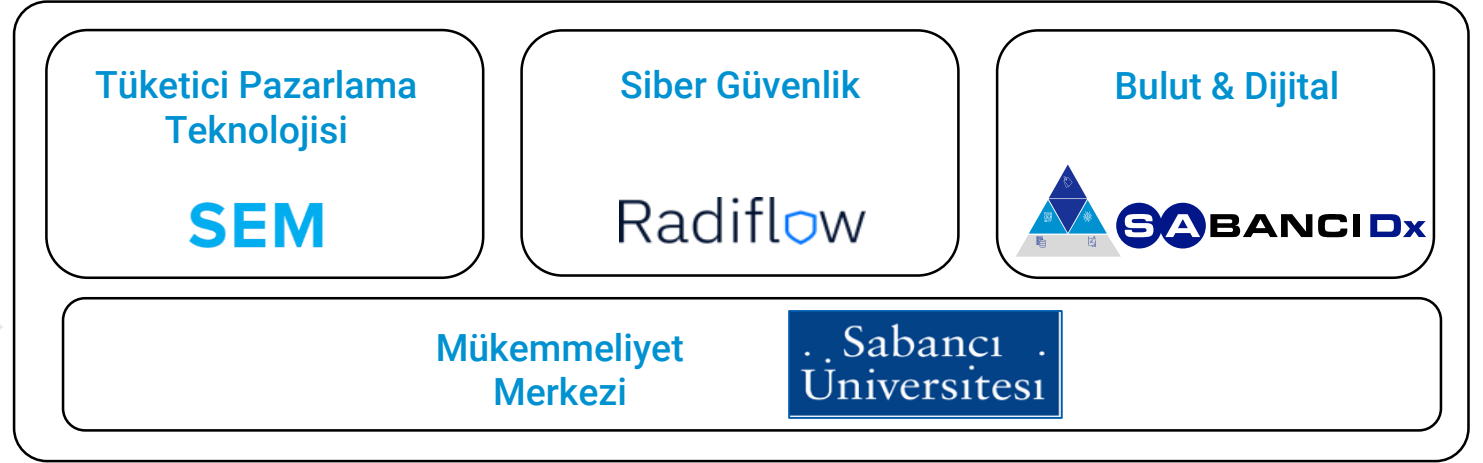 Tüketici Pazarlama
Teknolojisi
SEM
Siber Güvenlik
Radiflow
Bulut & Dijital
SABANCI Dx
Mükemmeliyet
Merkezi
Sabancı
Üniversitesi